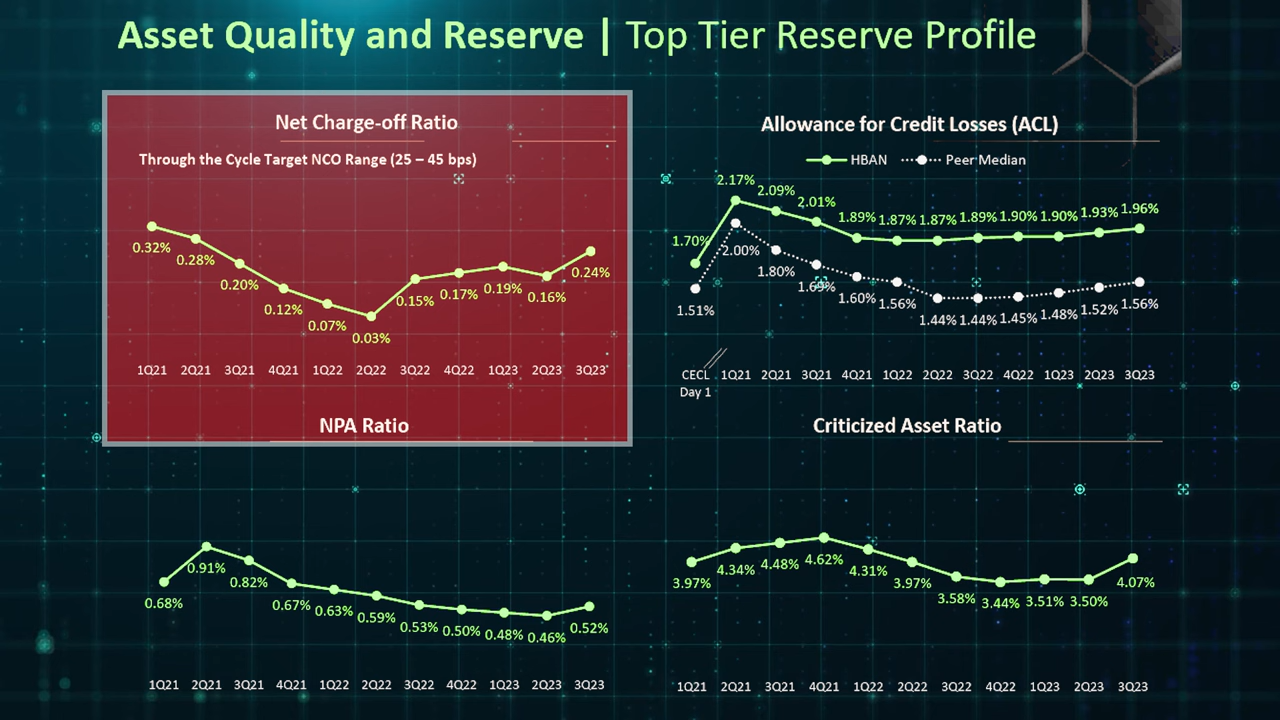 Asset Quality and Reserve | Top Tier Reserve Profile
Net Charge-off Ratio
Through the Cycle Target NCO Range (25 – 45 bps)
0.32%
0.28%
0.20%
0.12%
0.07%
0.03%
0.15%
0.17%
0.19%
0.16%
0.24%
1Q21 2Q21 3Q21 4Q21 1Q22 2Q22 3Q22 4Q22 1Q23 2Q23 3Q23
Allowance for Credit Losses (ACL)
HBAN Peer Median
1.70% 2.17% 2.09% 2.01% 1.89% 1.87% 1.87% 1.89% 1.90% 1.90% 1.93% 1.96%
1.51% 2.00% 1.80% 1.69% 1.60% 1.56% 1.44% 1.44% 1.45% 1.48% 1.52% 1.56%
CECL 1Q21 2Q21 3Q21 4Q21 1Q22 2Q22 3Q22 4Q22 1Q23 2Q23 3Q23
Day 1
NPA Ratio
0.68% 0.91% 0.82% 0.67% 0.63% 0.59% 0.53% 0.50% 0.48% 0.46% 0.52%
1Q21 2Q21 3Q21 4Q21 1Q22 2Q22 3Q22 4Q22 1Q23 2Q23 3Q23
Criticized Asset Ratio
3.97% 4.34% 4.48% 4.62% 4.31% 3.97% 3.58% 3.44% 3.51% 3.50% 4.07%
1Q21 2Q21 3Q21 4Q21 1Q22 2Q22 3Q22 4Q22 1Q23 2Q23 3Q23